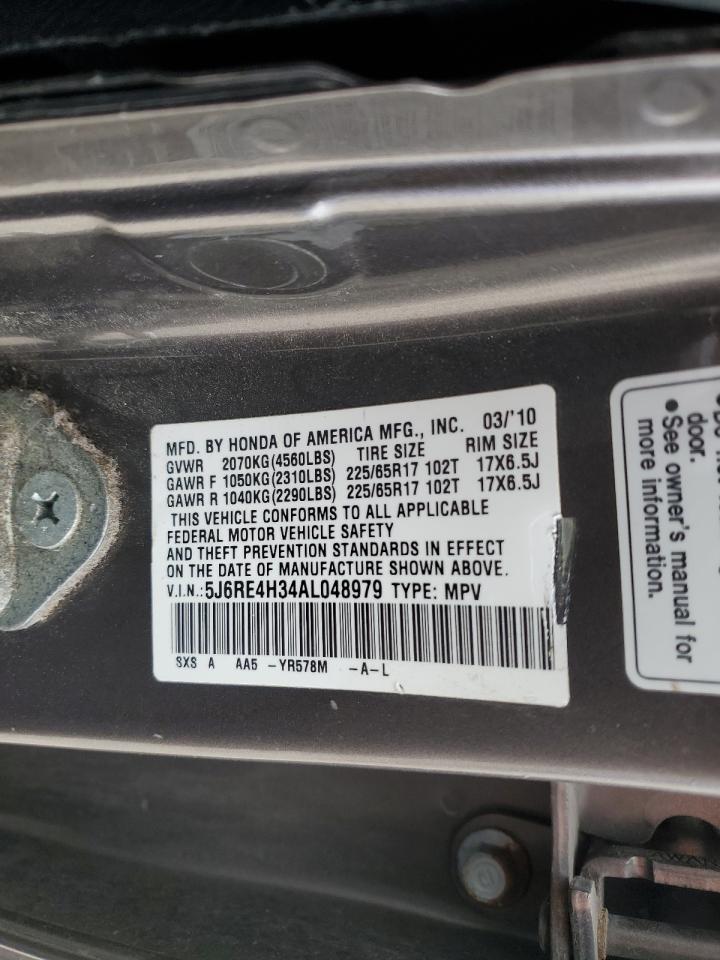 MFD. BY HONDA OF AMERICA MFG., INC. 03/'10
GVWR 2070KG(4560LBS) TIRE SIZE RIM SIZE
GAWR F 1050KG(2310LBS) 225/65R17 102T 17X6.5J
GAWR R 1040KG(2290LBS) 225/65R17 102T 17X6.5J
THIS VEHICLE CONFORMS TO ALL APPLICABLE
FEDERAL MOTOR VEHICLE SAFETY
AND THEFT PREVENTION STANDARDS IN EFFECT
ON THE DATE OF MANUFACTURE SHOWN ABOVE.
V.I.N.:5J6RE4H34AL048979 TYPE: MPV
SXS A AA5 -YR578M -A-L
door.
●See owner's manual for
more information.